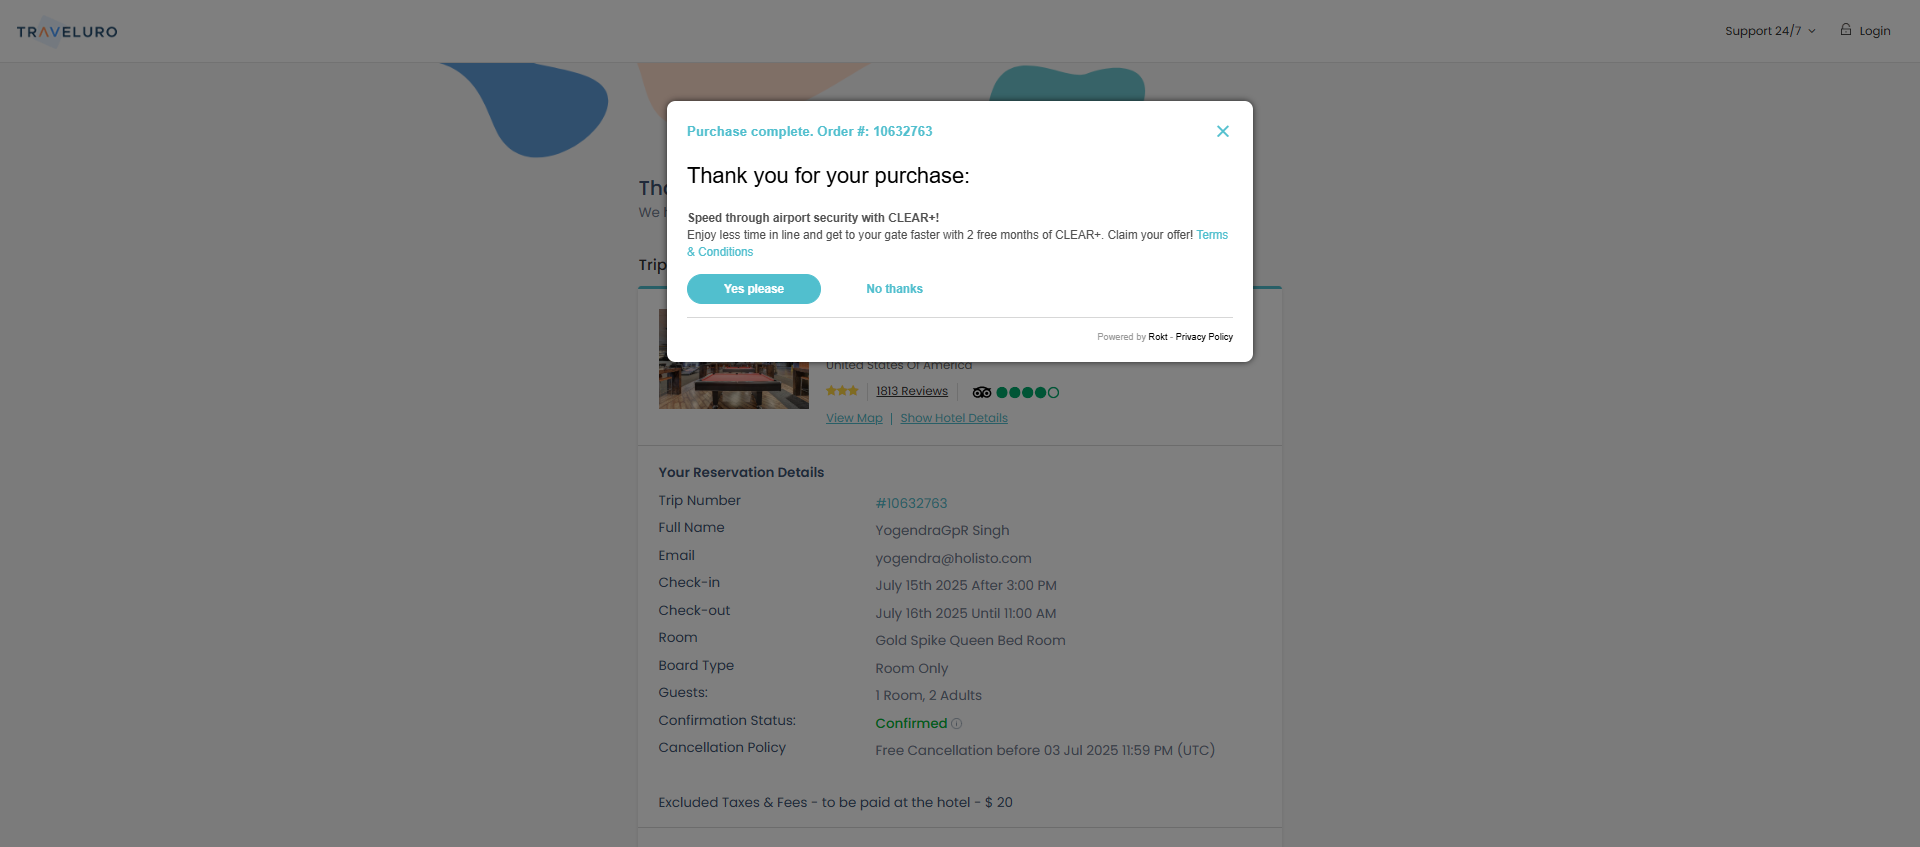 TRAVELURO
Support 24/7
Login
Purchase complete. Order #: 10632763
Thank you for your purchase:
Speed through airport security with CLEAR+!
Enjoy less time in line and get to your gate faster with 2 free months of CLEAR+. Claim your offer! Terms
& Conditions
Yes please
No thanks
Powered by Rokt - Privacy Policy
We
Trip
United States Of America
1813 Reviews
View Map | Show Hotel Details
Your Reservation Details
Trip Number #10632763
Full Name YogendraGpR Singh
Email yogendra@holisto.com
Check-in July 15th 2025 After 3:00 PM
Check-out July 16th 2025 Until 11:00 AM
Room Gold Spike Queen Bed Room
Board Type Room Only
Guests: 1 Room, 2 Adults
Confirmation Status: Confirmed
Cancellation Policy Free Cancellation before 03 Jul 2025 11:59 PM (UTC)
Excluded Taxes & Fees - to be paid at the hotel - $ 20